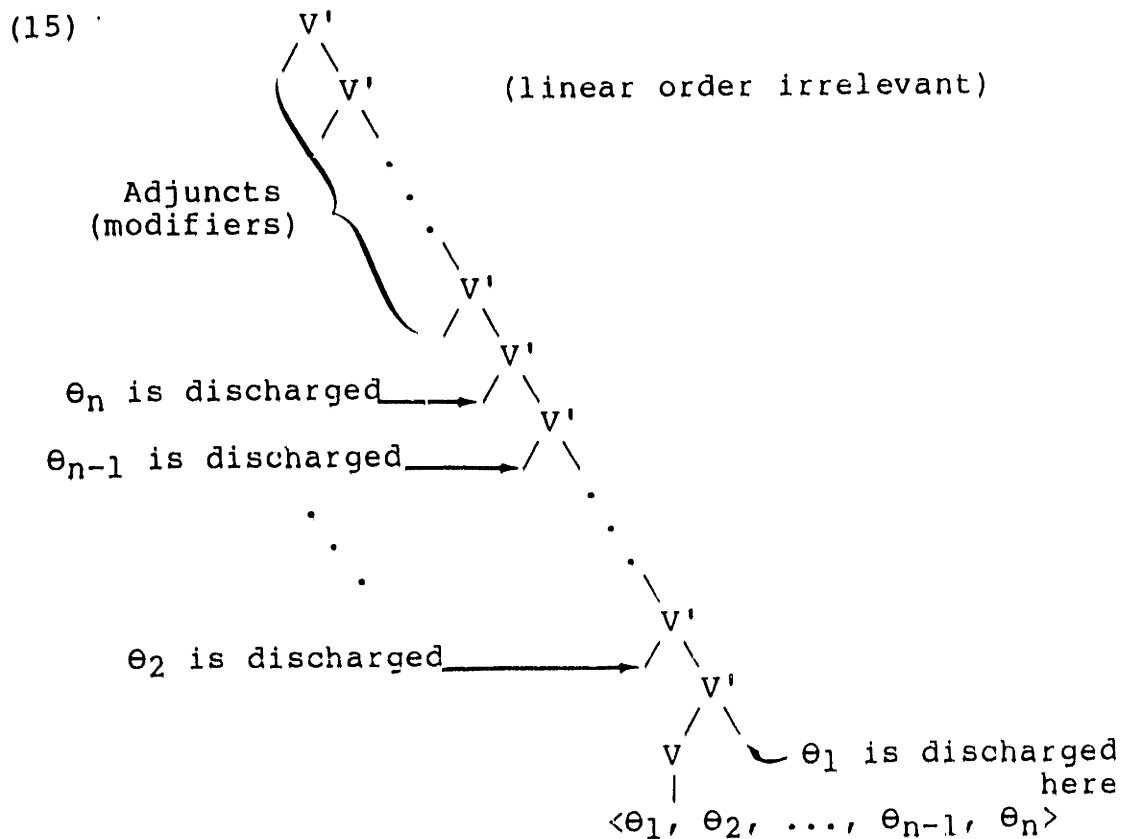 (15)
V'
V' (linear order irrelevant)
Adjuncts
(modifiers)
V'
V'
θn is discharged
V'
θn-1 is discharged
V'
θ2 is discharged
V'
V θ1 is discharged
here
<θ1, θ2, ..., θn-1, θn>